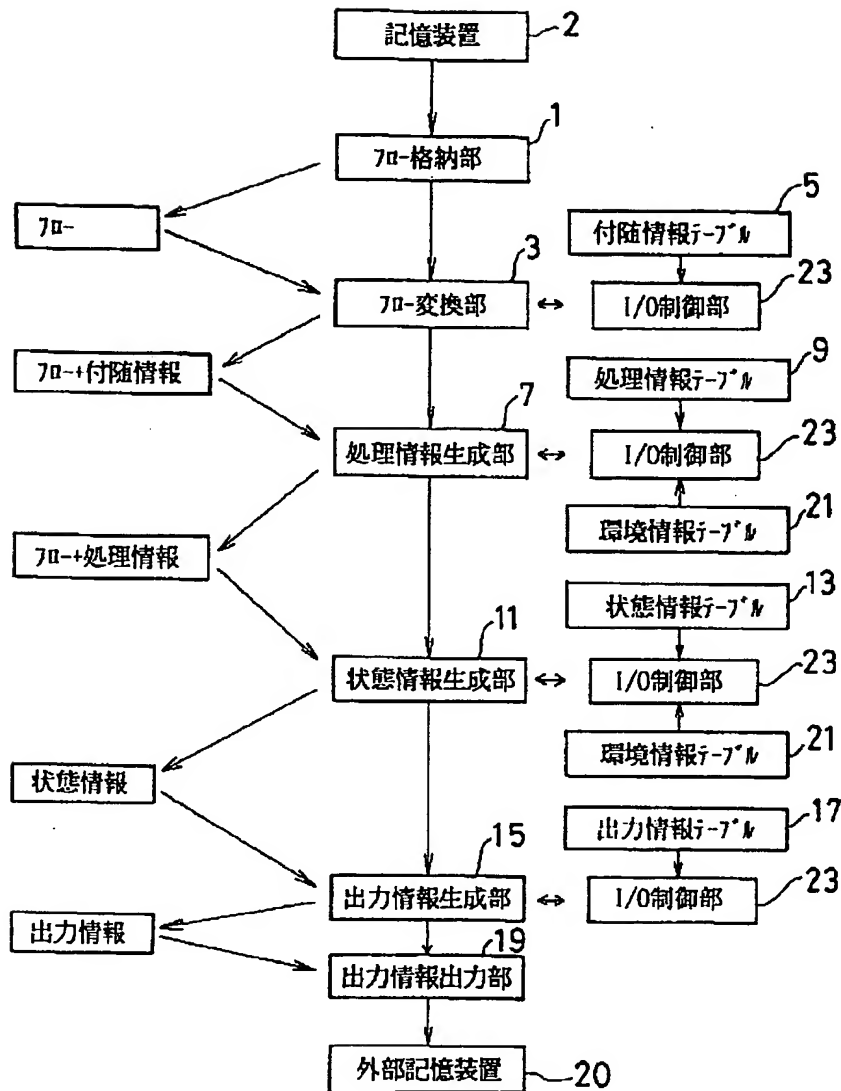 記憶装置
2
1
ﾌﾛｰ格納部
5
ﾌﾛｰ
付随情報ﾃｰﾌﾞﾙ
3
23
ﾌﾛｰ変換部
↔
I/O制御部
9
ﾌﾛｰ+付随情報
処理情報ﾃｰﾌﾞﾙ
7
23
処理情報生成部
↔
I/O制御部
21
ﾌﾛｰ+処理情報
環境情報ﾃｰﾌﾞﾙ
13
状態情報ﾃｰﾌﾞﾙ
11
23
状態情報生成部
↔
I/O制御部
21
状態情報
環境情報ﾃｰﾌﾞﾙ
17
出力情報ﾃｰﾌﾞﾙ
15
23
出力情報生成部
↔
I/O制御部
出力情報
19
出力情報出力部
外部記憶装置
20